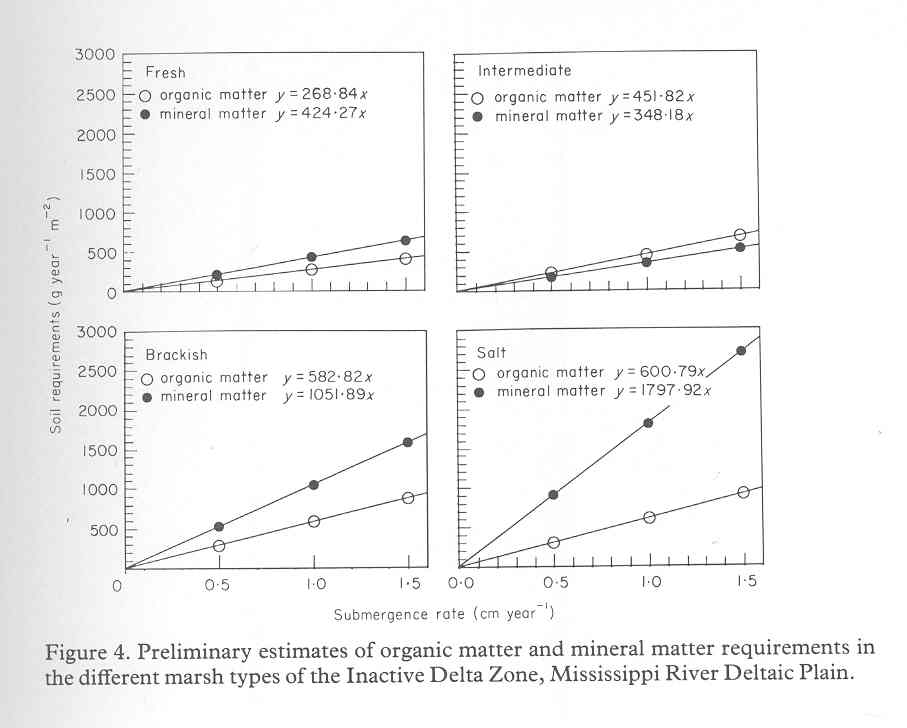 3000
2500
2000
1500
1000
500
0
Fresh
organic matter y = 268·84x
mineral matter y = 424·27x
Intermediate
organic matter y = 451·82x
mineral matter y = 348·18x
Soil requirements (g year⁻¹ m⁻²)
3000
2500
2000
1500
1000
500
Brackish
organic matter y = 582·82x
mineral matter y = 1051·89x
Salt
organic matter y = 600·79x
mineral matter y = 1797·92x
0 0·5 1·0 1·5
0·0 0·5 1·0 1·5
Submergence rate (cm year⁻¹)
Figure 4. Preliminary estimates of organic matter and mineral matter requirements in
the different marsh types of the Inactive Delta Zone, Mississippi River Deltaic Plain.